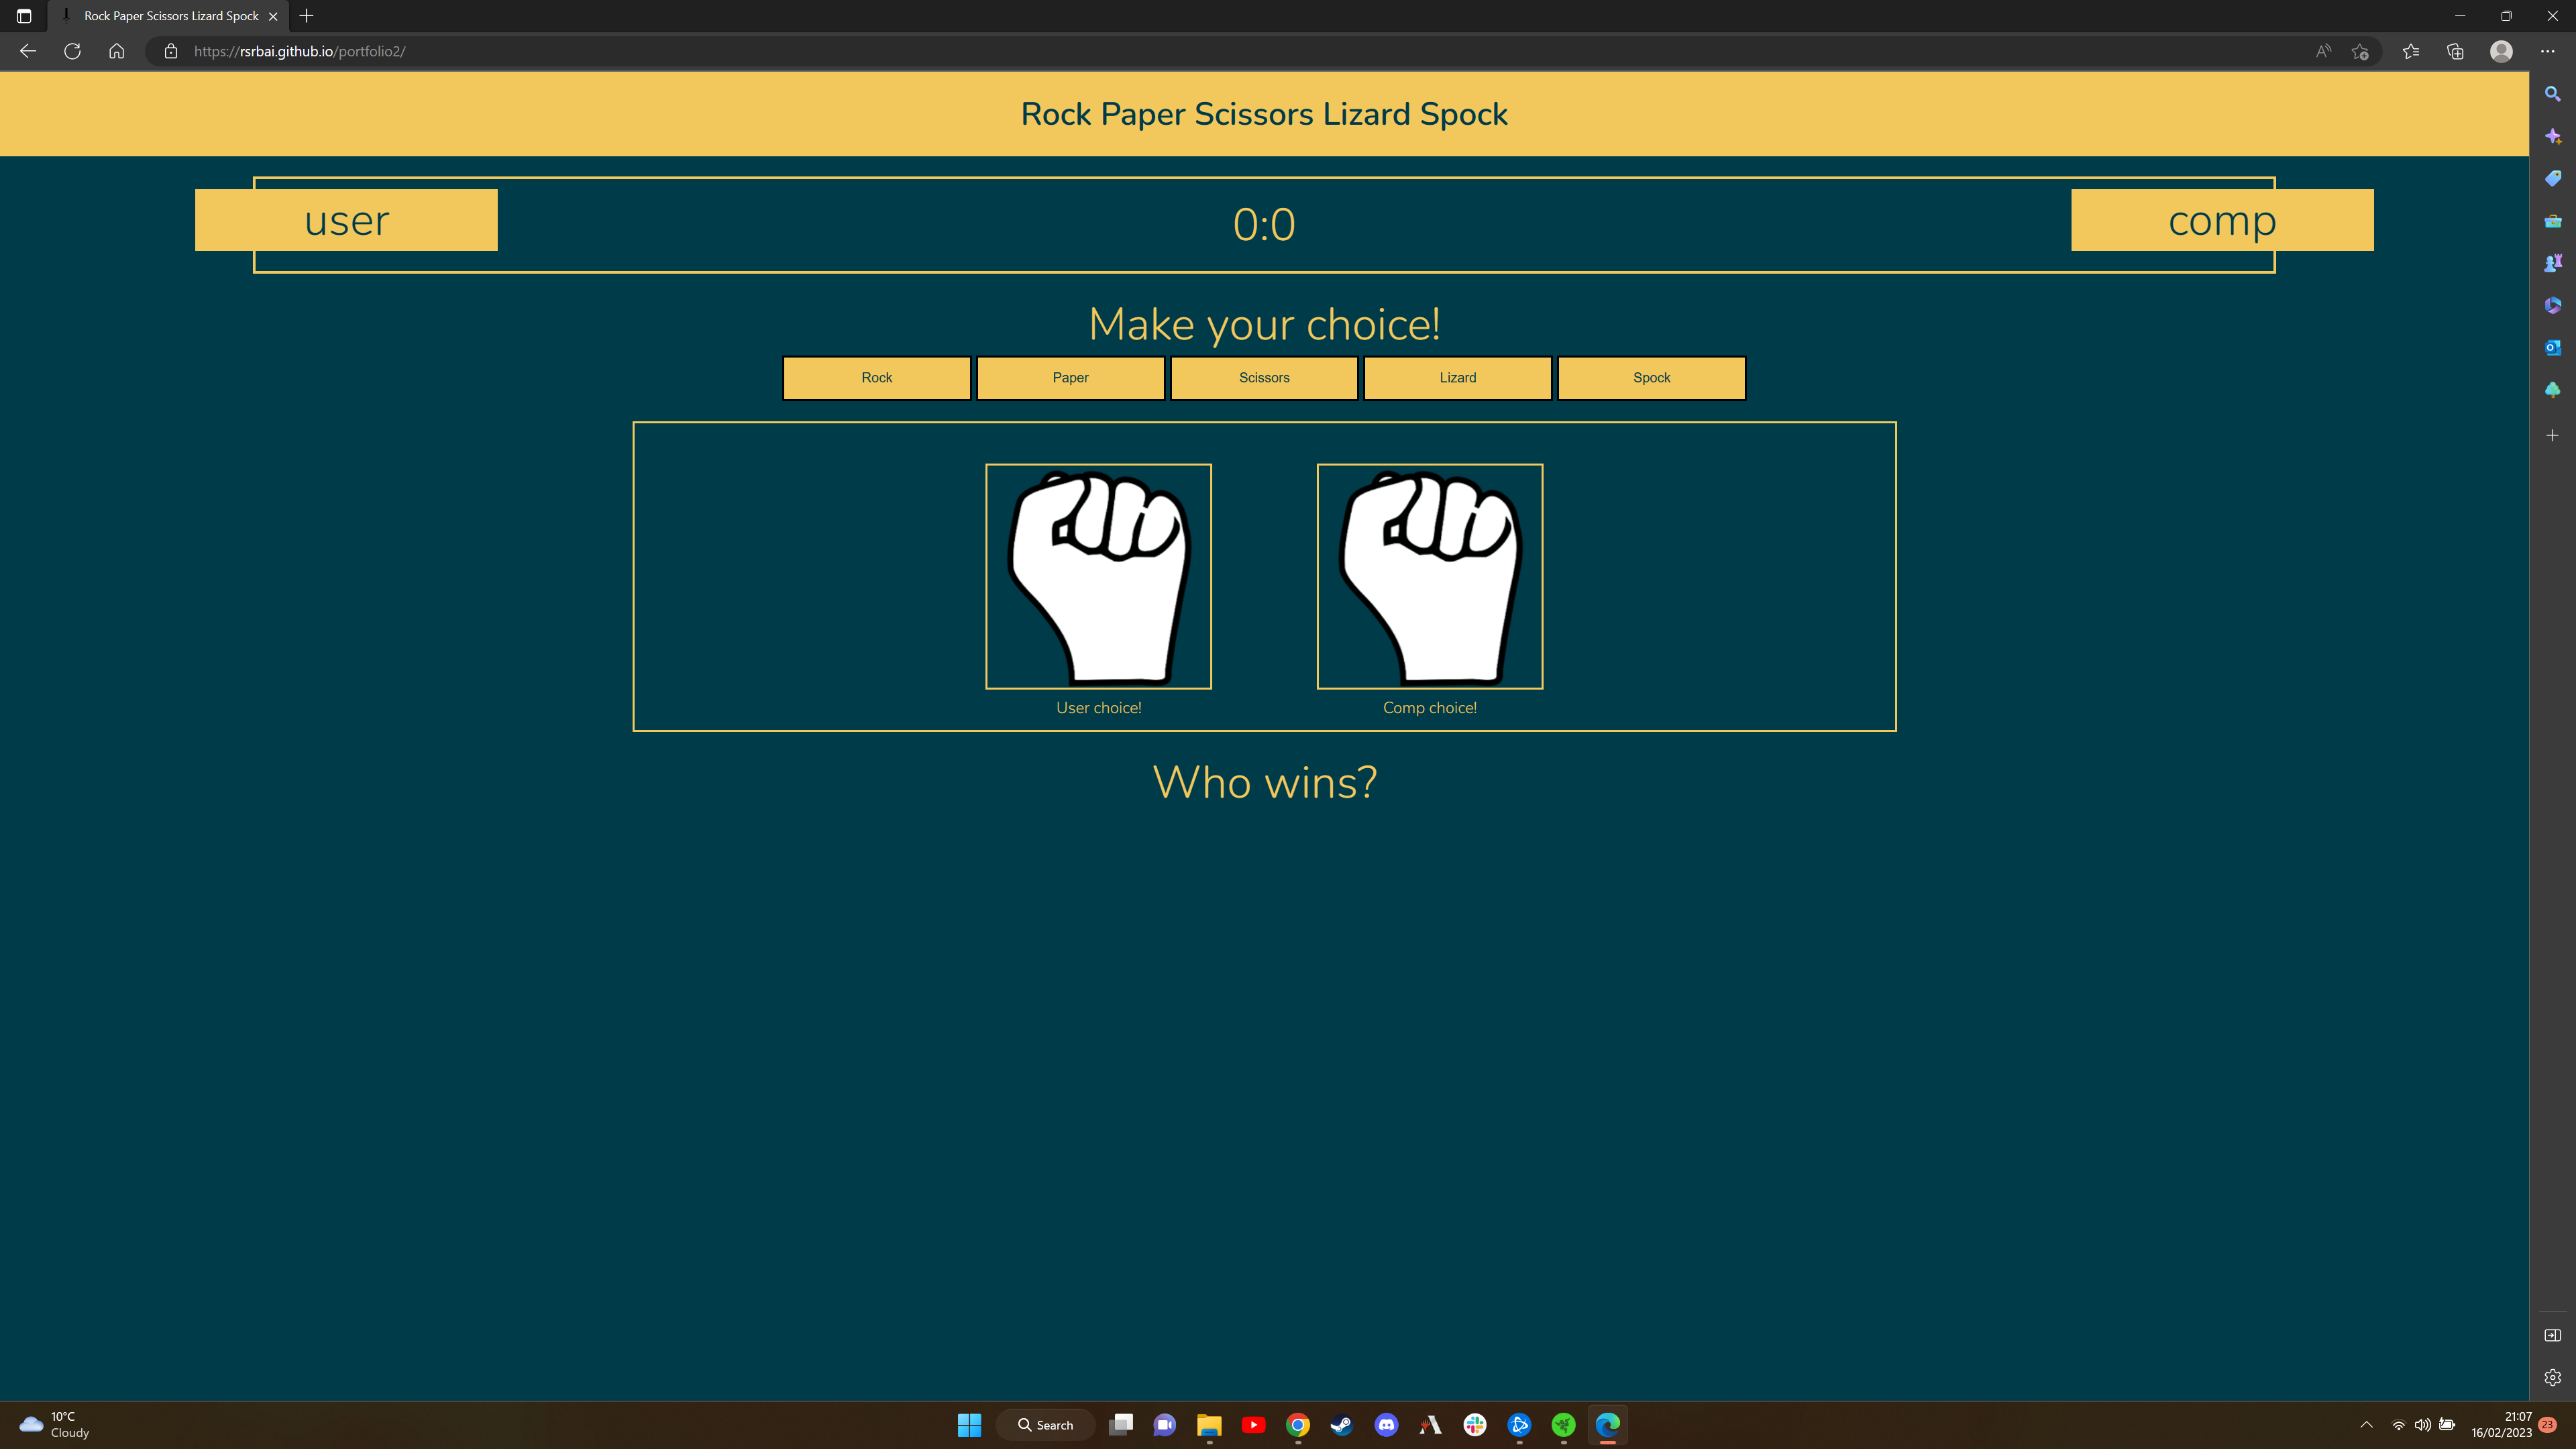 Rock Paper Scissors Lizard Spock
https://rsrbai.github.io/portfolio2/
Rock Paper Scissors Lizard Spock
user
0:0
comp
Make your choice!
Rock
Paper
Scissors
Lizard
Spock
User choice!
Comp choice!
Who wins?
10°C
Cloudy
Search
21:07
16/02/2023
23